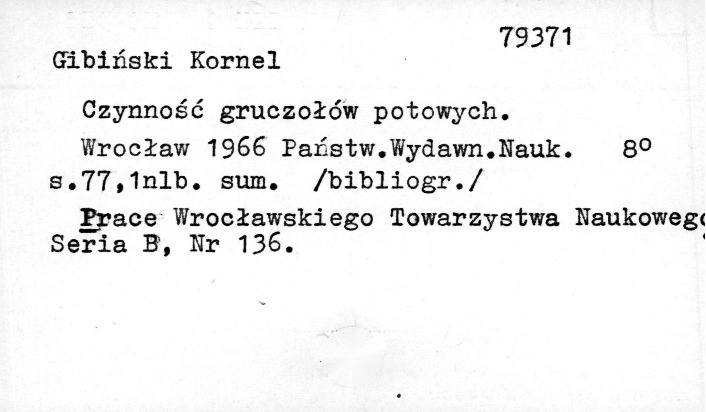 79371
Gibiński Kornel
Czynność gruczołów potowych.
Wrocław 1966 Państw.Wydawn.Nauk. 8º
s.77,1nlb. sum. /bibliogr./
Prace Wrocławskiego Towarzystwa Naukowego
Seria B, Nr 136.